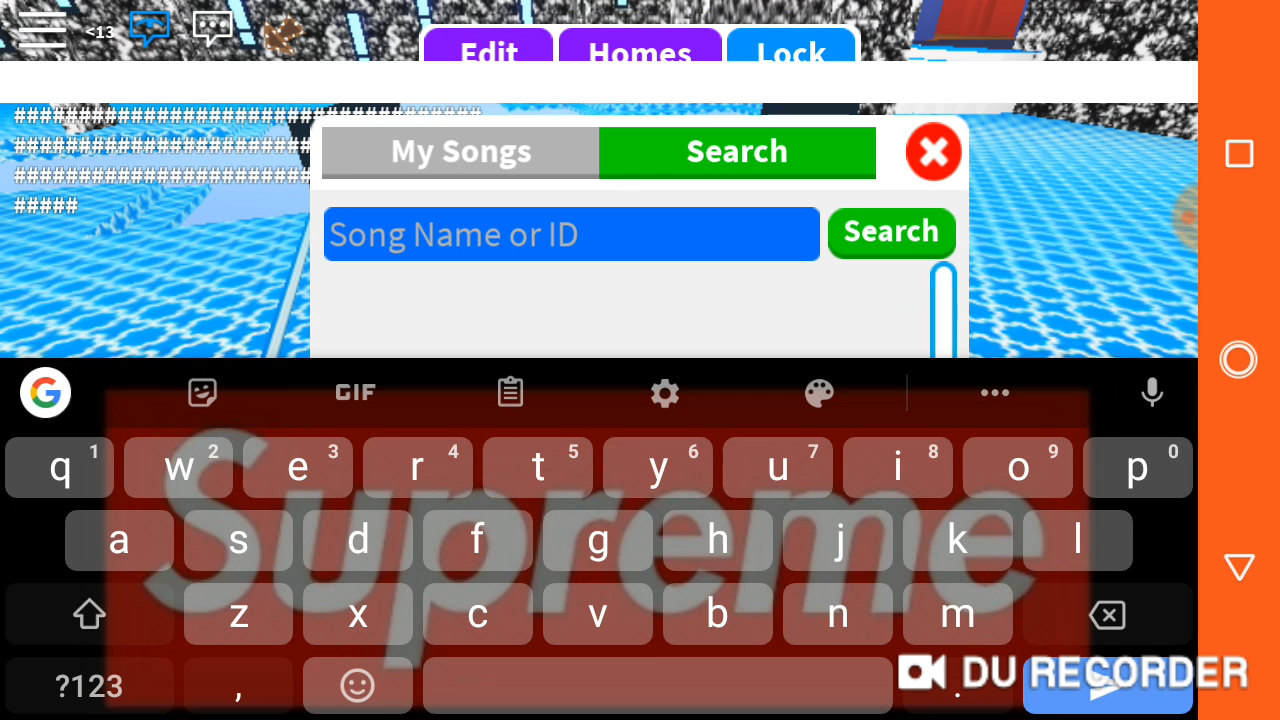 <13
Edit Homes Lock
####################################
#######################
#######################
#####
My Songs Search
Song Name or ID
Search
GIF
q 1 w 2 e 3 r 4 t 5 y 6 u 7 i 8 o 9 p 0
a s d f g h j k l
Supreme
z x c v b n m
?123 , .
DU RECORDER